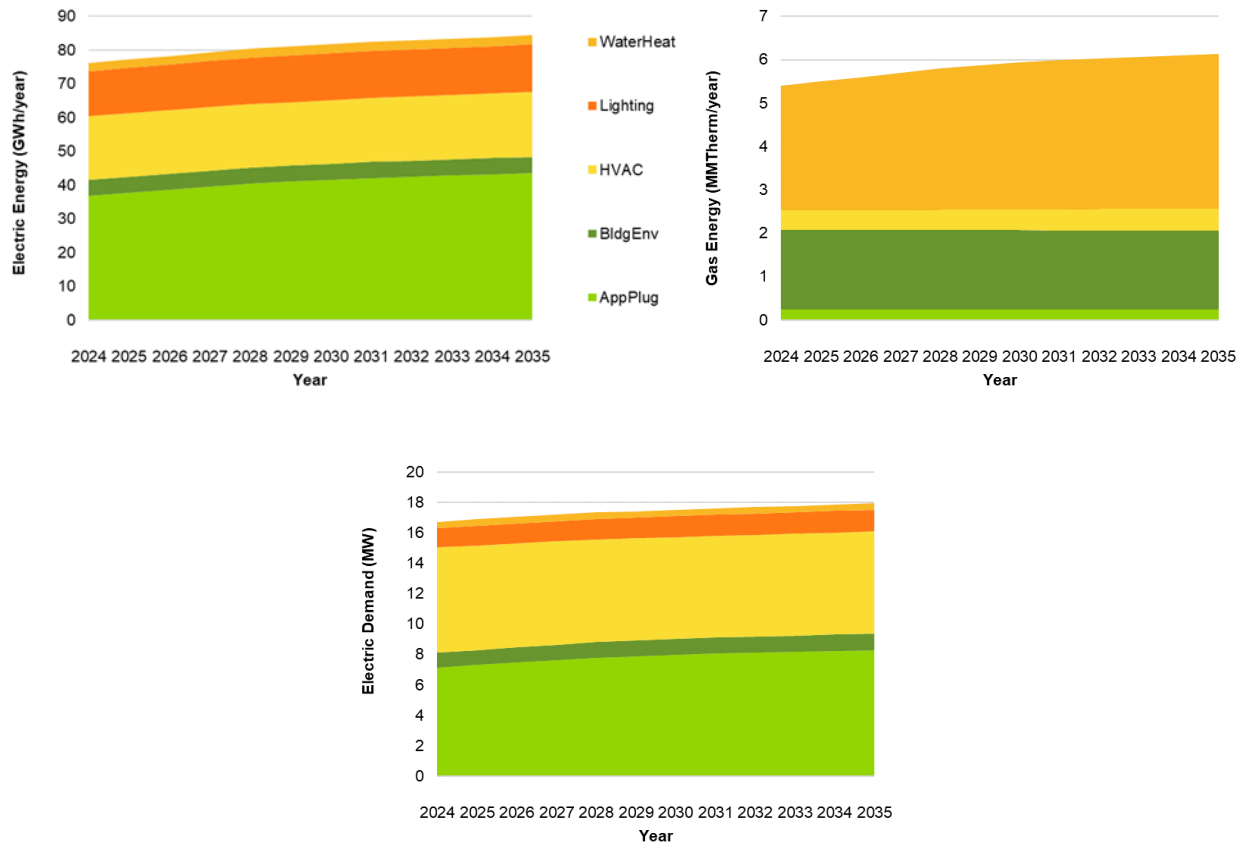 90
80
70
60
50
40
30
20
10
0
Electric Energy (GWh/year)
2024 2025 2026 2027 2028 2029 2030 2031 2032 2033 2034 2035
Year
WaterHeat
Lighting
HVAC
BldgEnv
AppPlug
7
6
5
4
3
2
1
0
Gas Energy (MMTherm/year)
2024 2025 2026 2027 2028 2029 2030 2031 2032 2033 2034 2035
Year
20
18
16
14
12
10
8
6
4
2
0
Electric Demand (MW)
2024 2025 2026 2027 2028 2029 2030 2031 2032 2033 2034 2035
Year